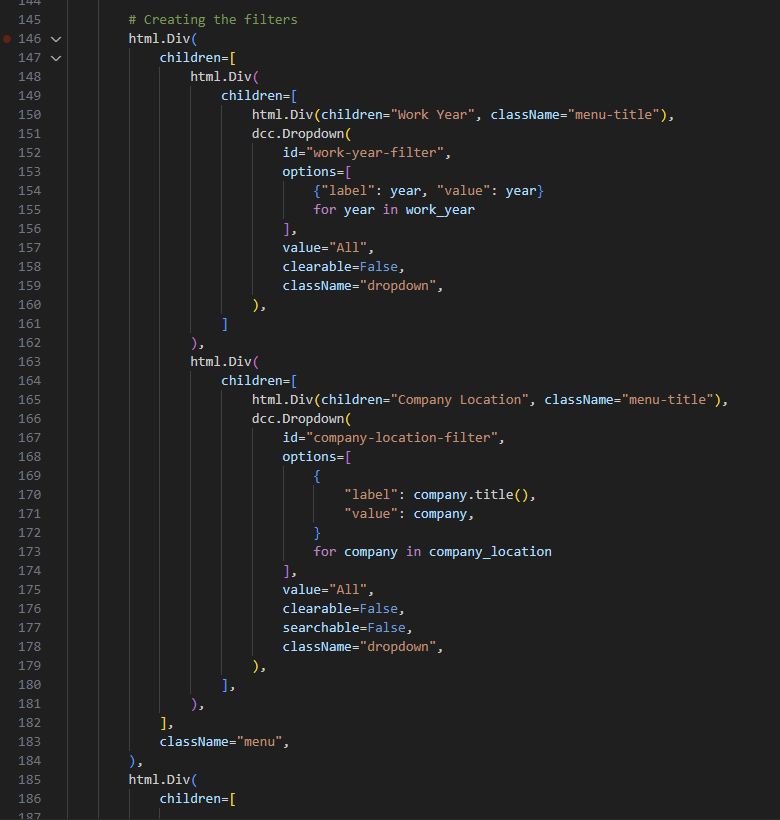 144
145 # Creating the filters
146 html.Div(
147 children=[
148 html.Div(
149 children=[
150 html.Div(children="Work Year", className="menu-title"),
151 dcc.Dropdown(
152 id="work-year-filter",
153 options=[
154 {"label": year, "value": year}
155 for year in work_year
156 ],
157 value="All",
158 clearable=False,
159 className="dropdown",
160 ),
161 ]
162 ),
163 html.Div(
164 children=[
165 html.Div(children="Company Location", className="menu-title"),
166 dcc.Dropdown(
167 id="company-location-filter",
168 options=[
169 {
170 "label": company.title(),
171 "value": company,
172 }
173 for company in company_location
174 ],
175 value="All",
176 clearable=False,
177 searchable=False,
178 className="dropdown",
179 ),
180 ],
181 ),
182 ],
183 className="menu",
184 ),
185 html.Div(
186 children=[
187